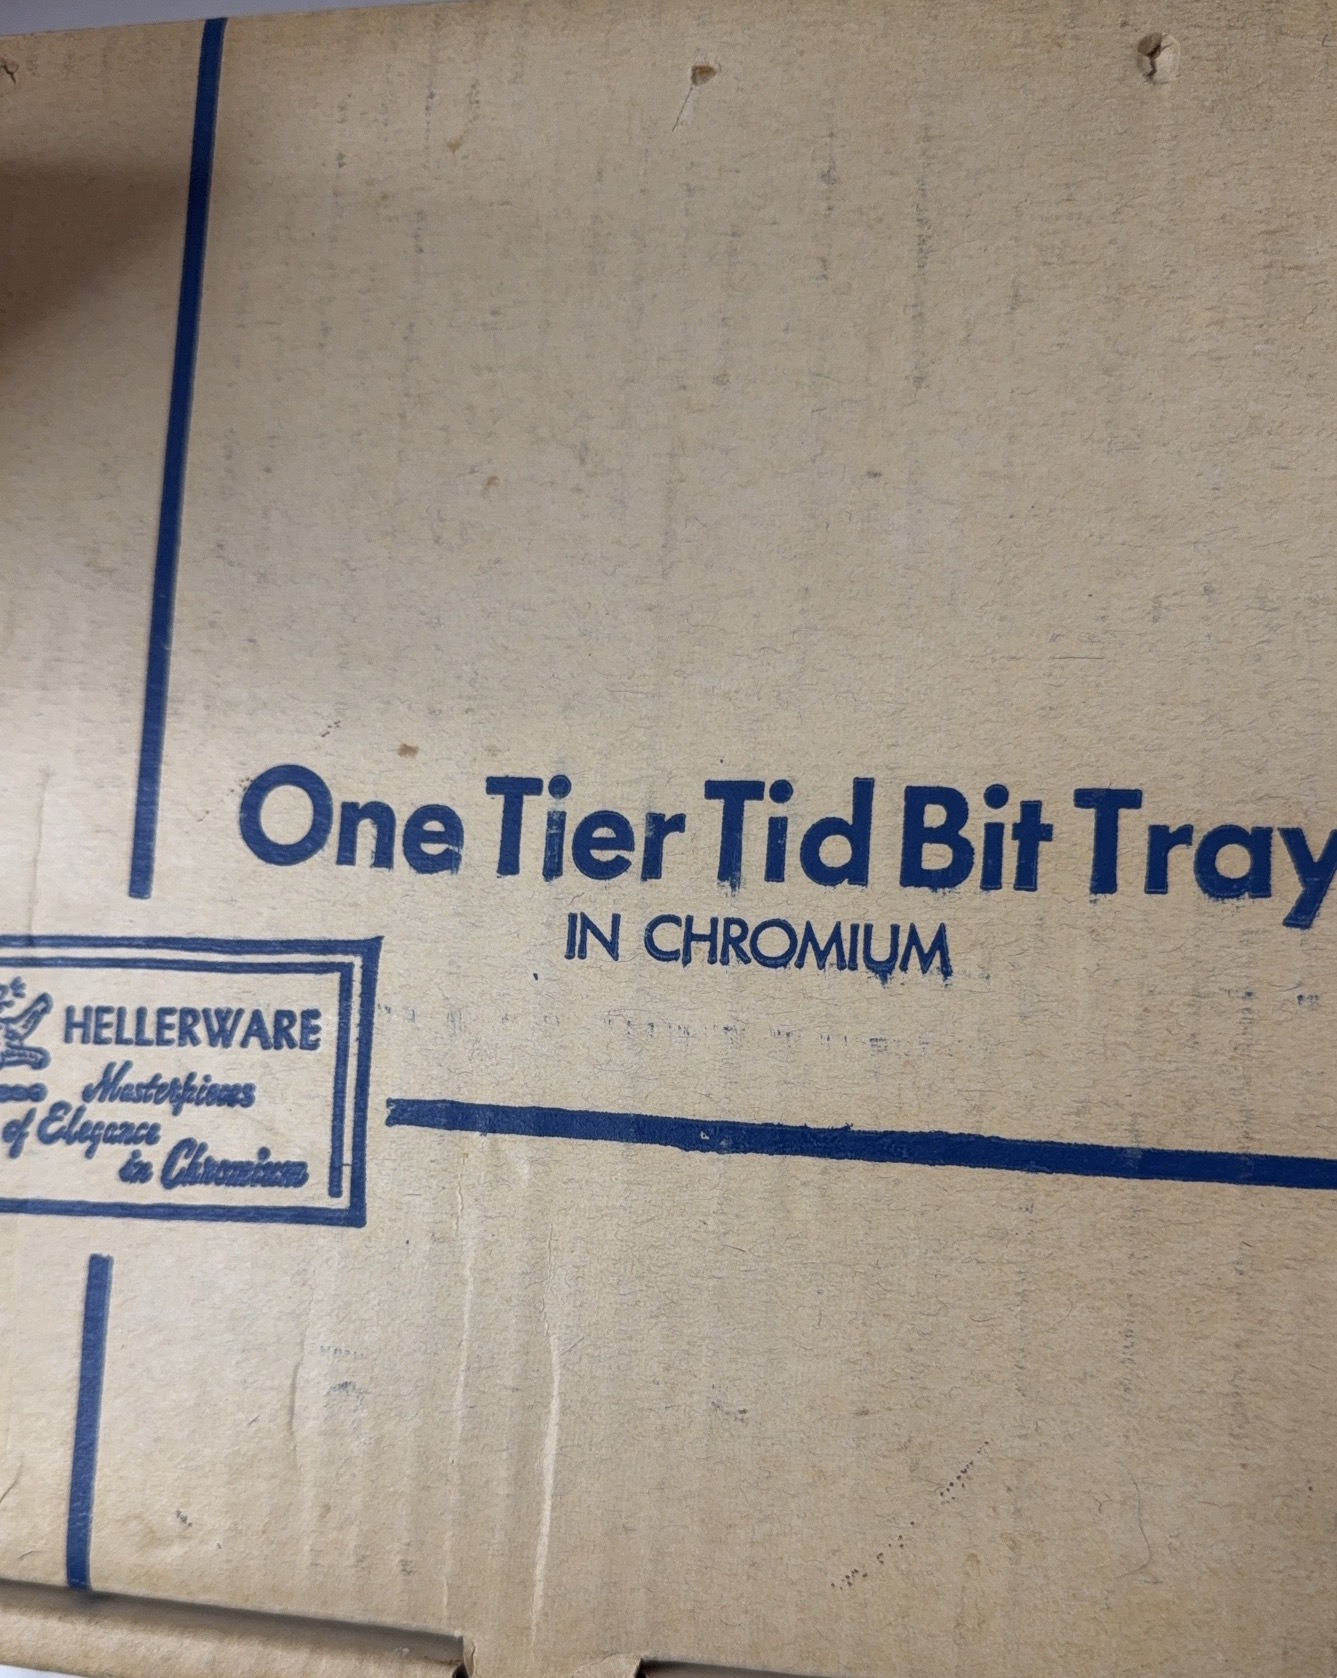 One Tier Tid Bit Tray
IN CHROMIUM
HELLERWARE
Masterpieces
of Elegance
in Chromium